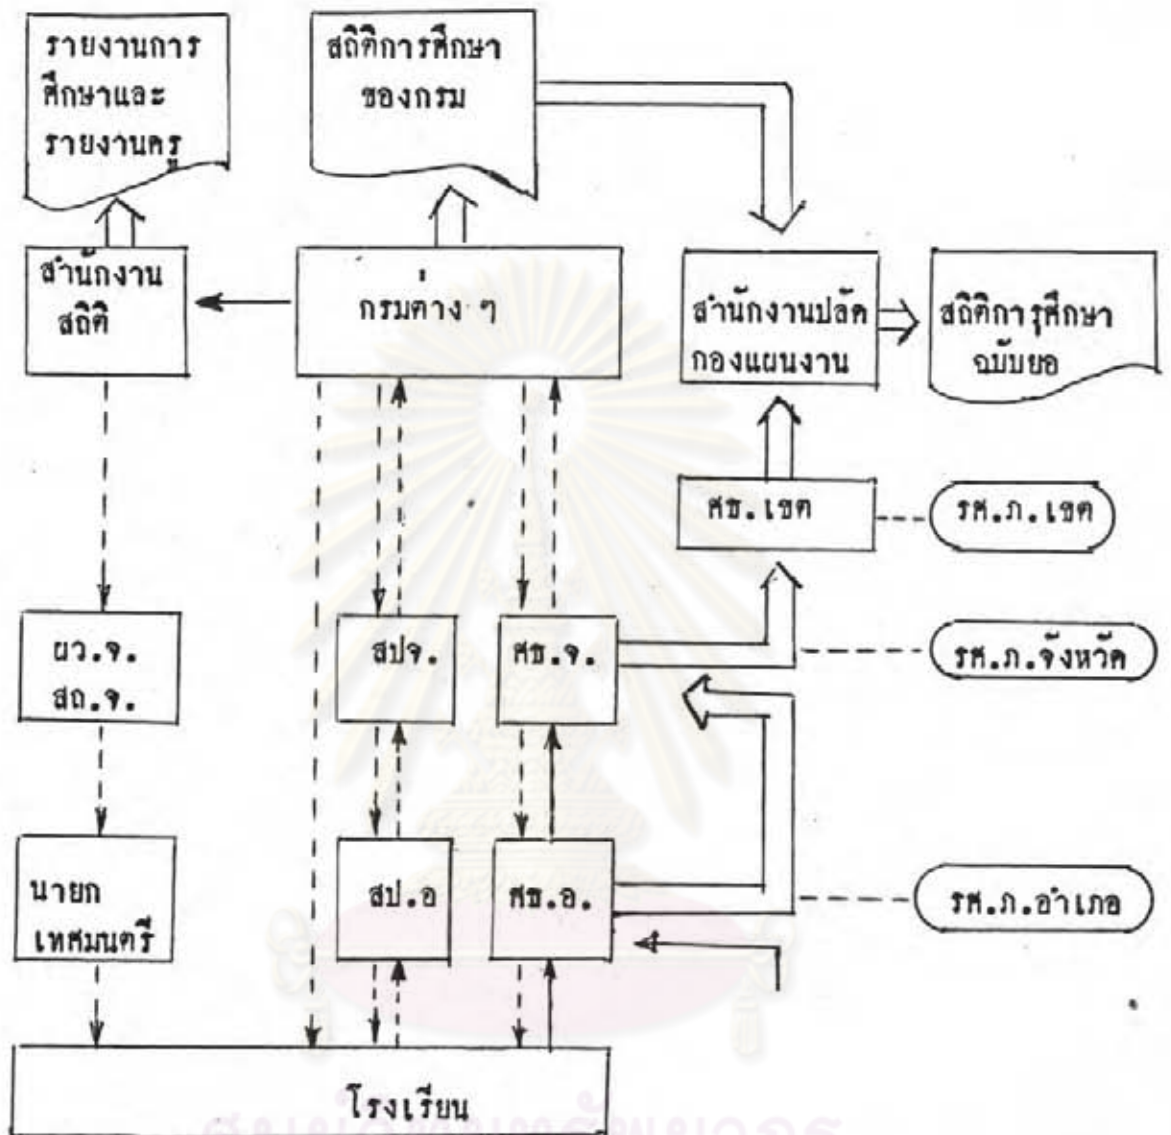 รายงานการ
ศึกษาและ
รายงานครู
สถิติการศึกษา
ของกรม
สำนักงาน
สถิติ
กรมต่าง ๆ
สำนักงานปลัด
กองแผนงาน
สถิติการศึกษา
ฉบับยอ
ศธ.เขต
รศ.ภ.เขต
ผว.จ.
สถ.จ.
สปจ.
ศธ.จ.
รศ.ภ.จังหวัด
นายก
เทศมนตรี
สป.อ
ศธ.อ.
รศ.ภ.อำเภอ
โรงเรียน